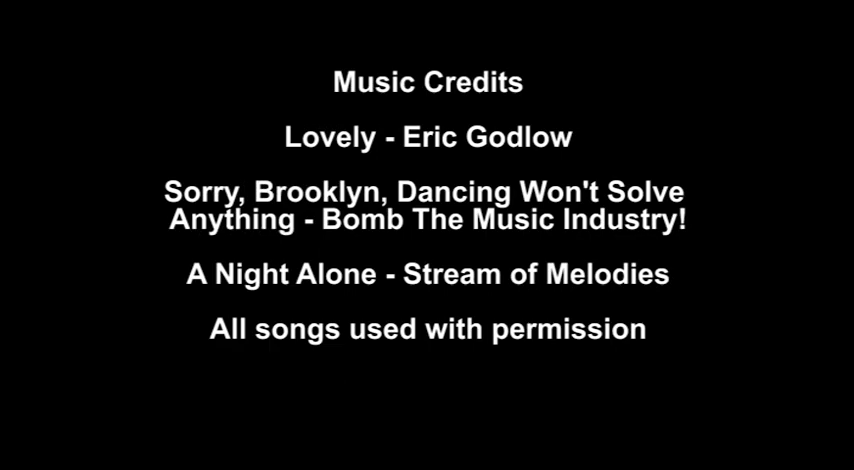 Music Credits
Lovely - Eric Godlow
Sorry, Brooklyn, Dancing Won't Solve
Anything - Bomb The Music Industry!
A Night Alone - Stream of Melodies
All songs used with permission